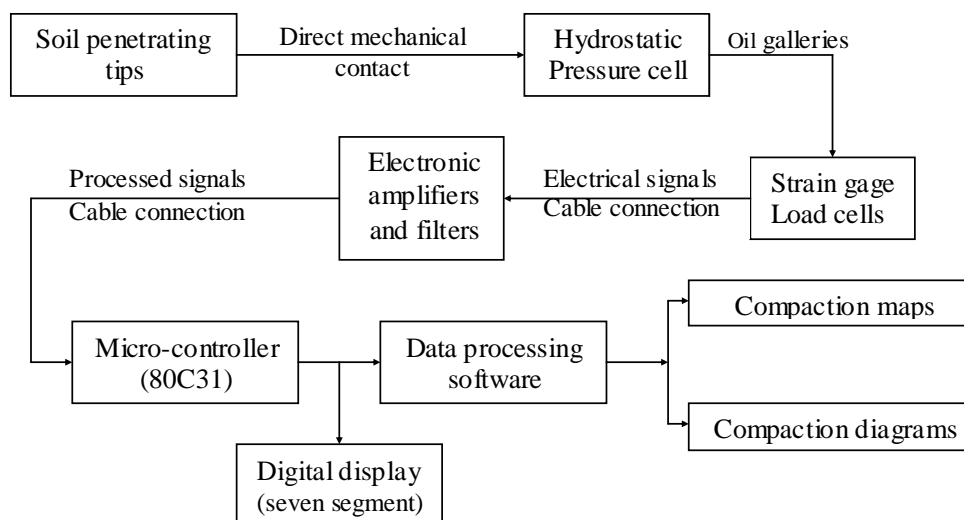 Soil penetrating
tips
Direct mechanical
contact
Hydrostatic
Pressure cell
Oil galleries
Strain gage
Load cells
Electrical signals
Cable connection
Electronic
amplifiers
and filters
Processed signals
Cable connection
Micro-controller
(80C31)
Digital display
(seven segment)
Data processing
software
Compaction maps
Compaction diagrams